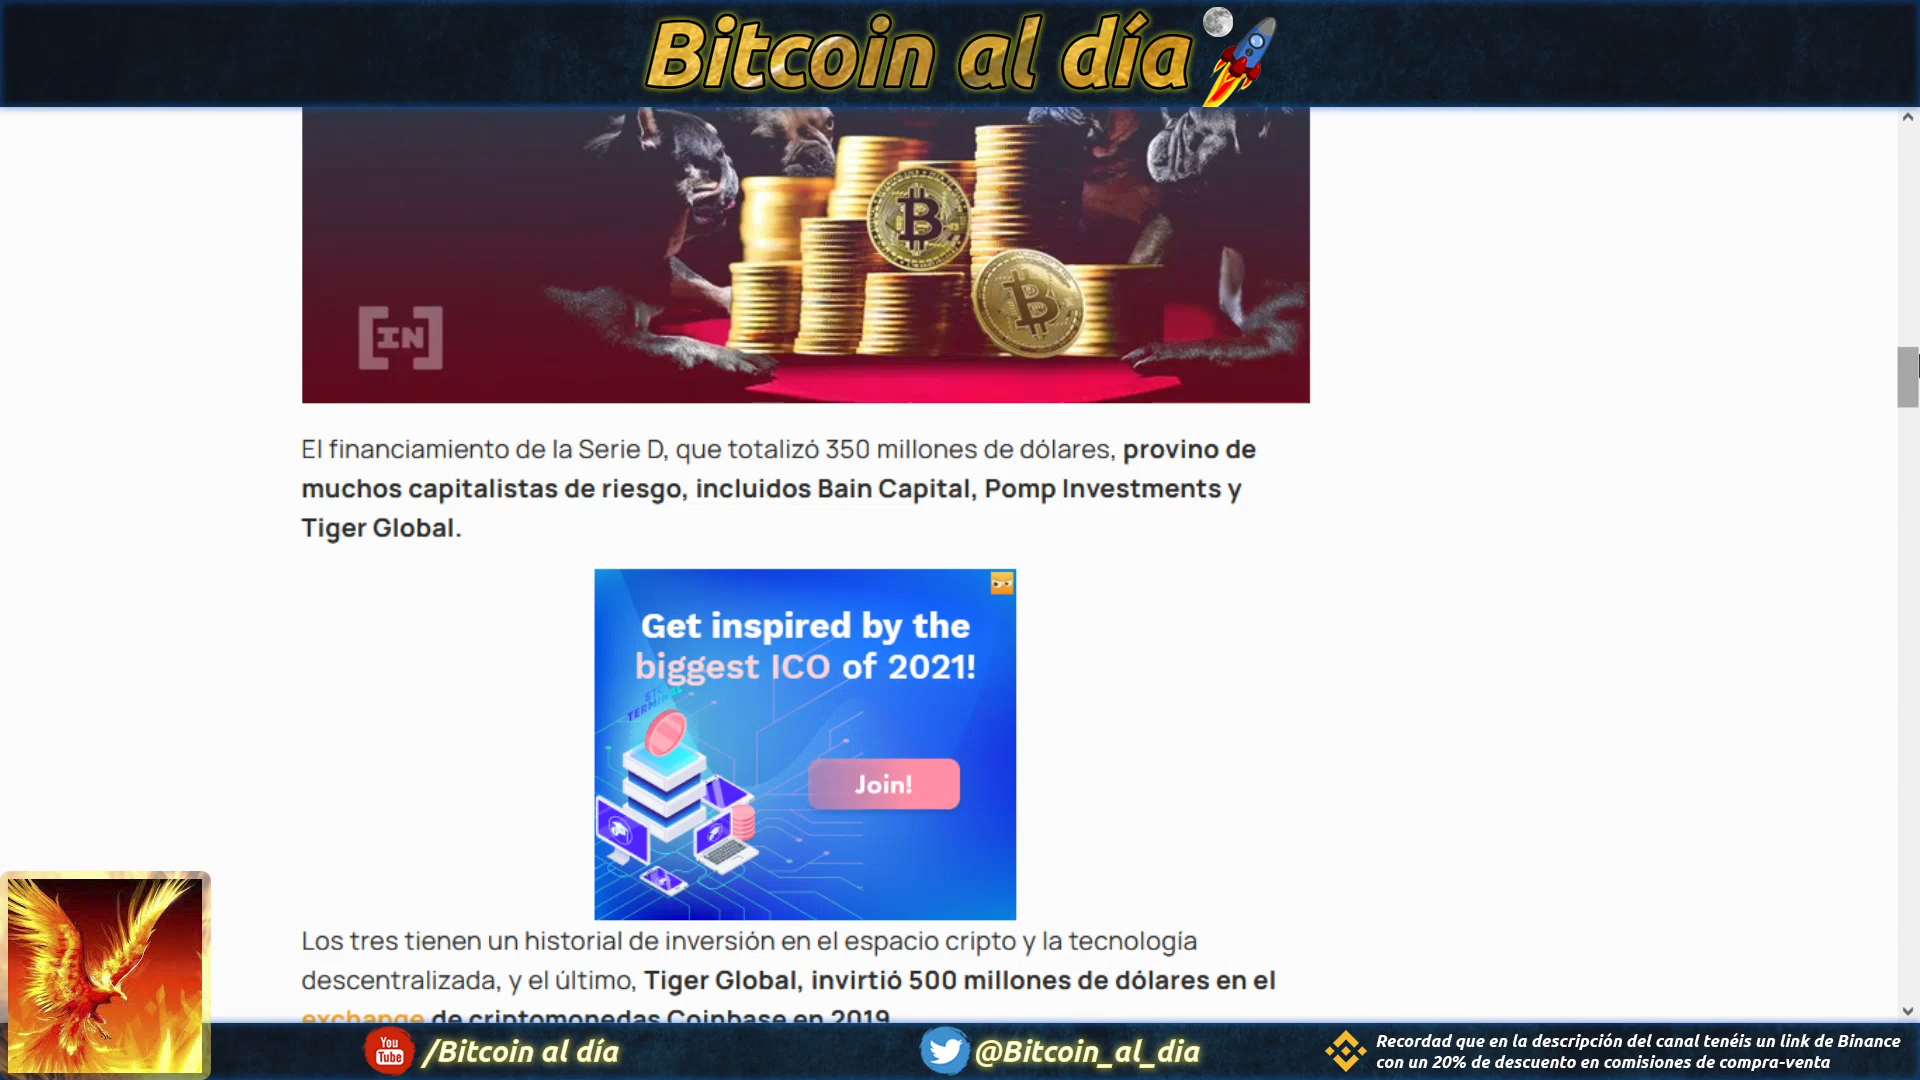 Bitcoin al día
[IN]
El financiamiento de la Serie D, que totalizó 350 millones de dólares, provino de
muchos capitalistas de riesgo, incluidos Bain Capital, Pomp Investments y
Tiger Global.
Get inspired by the
biggest ICO of 2021!
TERMINAL
Join!
Los tres tienen un historial de inversión en el espacio cripto y la tecnología
descentralizada, y el último, Tiger Global, invirtió 500 millones de dólares en el
exchange de criptomonedas Coinbase en 2019
You
Tube
/Bitcoin al día
@Bitcoin_al_dia
Recordad que en la descripción del canal tenéis un link de Binance
con un 20% de descuento en comisiones de compra-venta